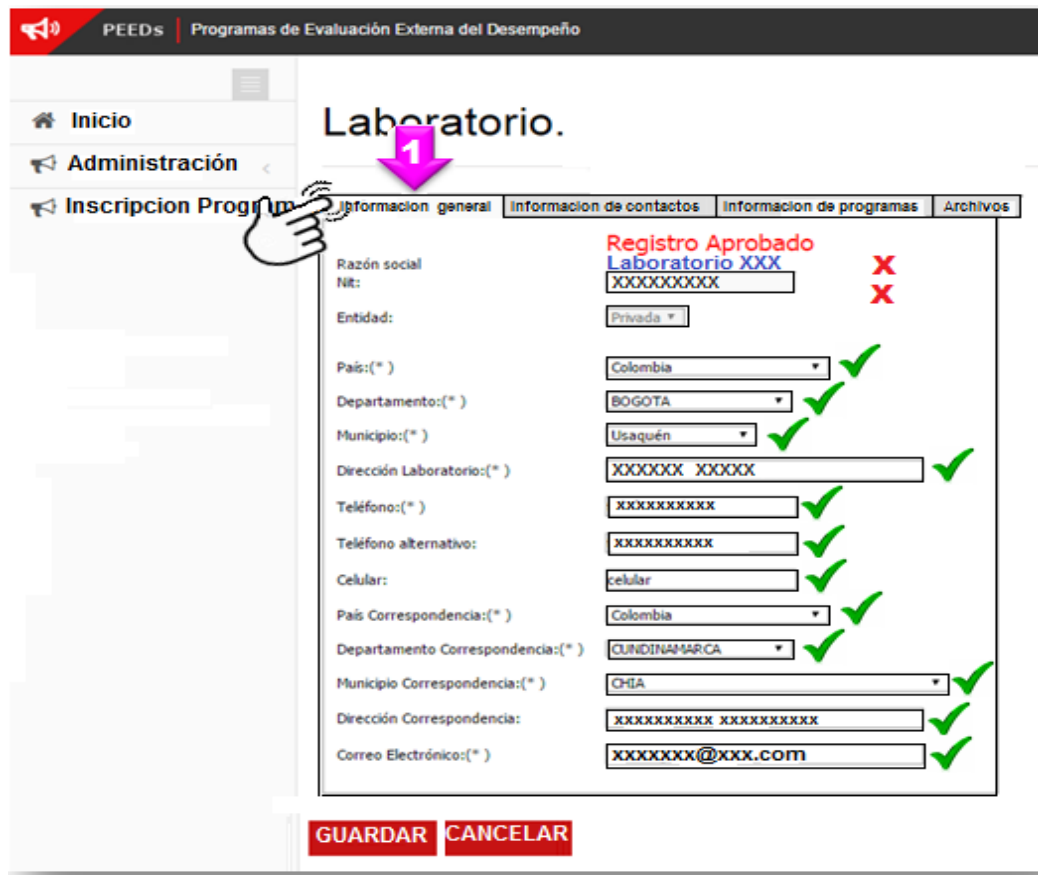 PEEDs | Programas de Evaluación Externa del Desempeño
Inicio
Administración
Inscripcion Program
Laboratorio.
1
Informacion general Informacion de contactos Informacion de programas Archivos
Registro Aprobado
Razón social Laboratorio XXX X
Nit: XXXXXXXXX X
Entidad: Privada
País:(* ) Colombia
Departamento:(* ) BOGOTA
Municipio:(* ) Usaquén
Dirección Laboratorio:(* ) XXXXXX XXXXX
Teléfono:(* ) xxxxxxxxxx
Teléfono alternativo: xxxxxxxxxx
Celular: celular
País Correspondencia:(* ) Colombia
Departamento Correspondencia:(* ) CUNDINAMARCA
Municipio Correspondencia:(* ) CHIA
Dirección Correspondencia: xxxxxxxxxx xxxxxxxxxx
Correo Electrónico:(* ) xxxxxxx@xxx.com
GUARDAR CANCELAR